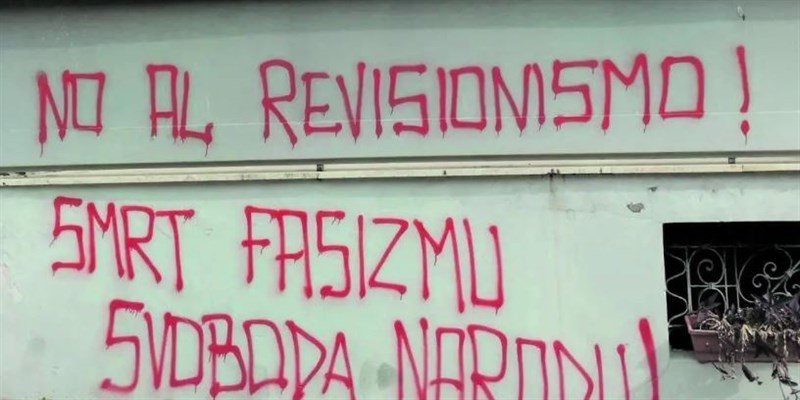 NO AL REVISIONISMO!
SMRT FASIZMU
SVOBODA NARODU!